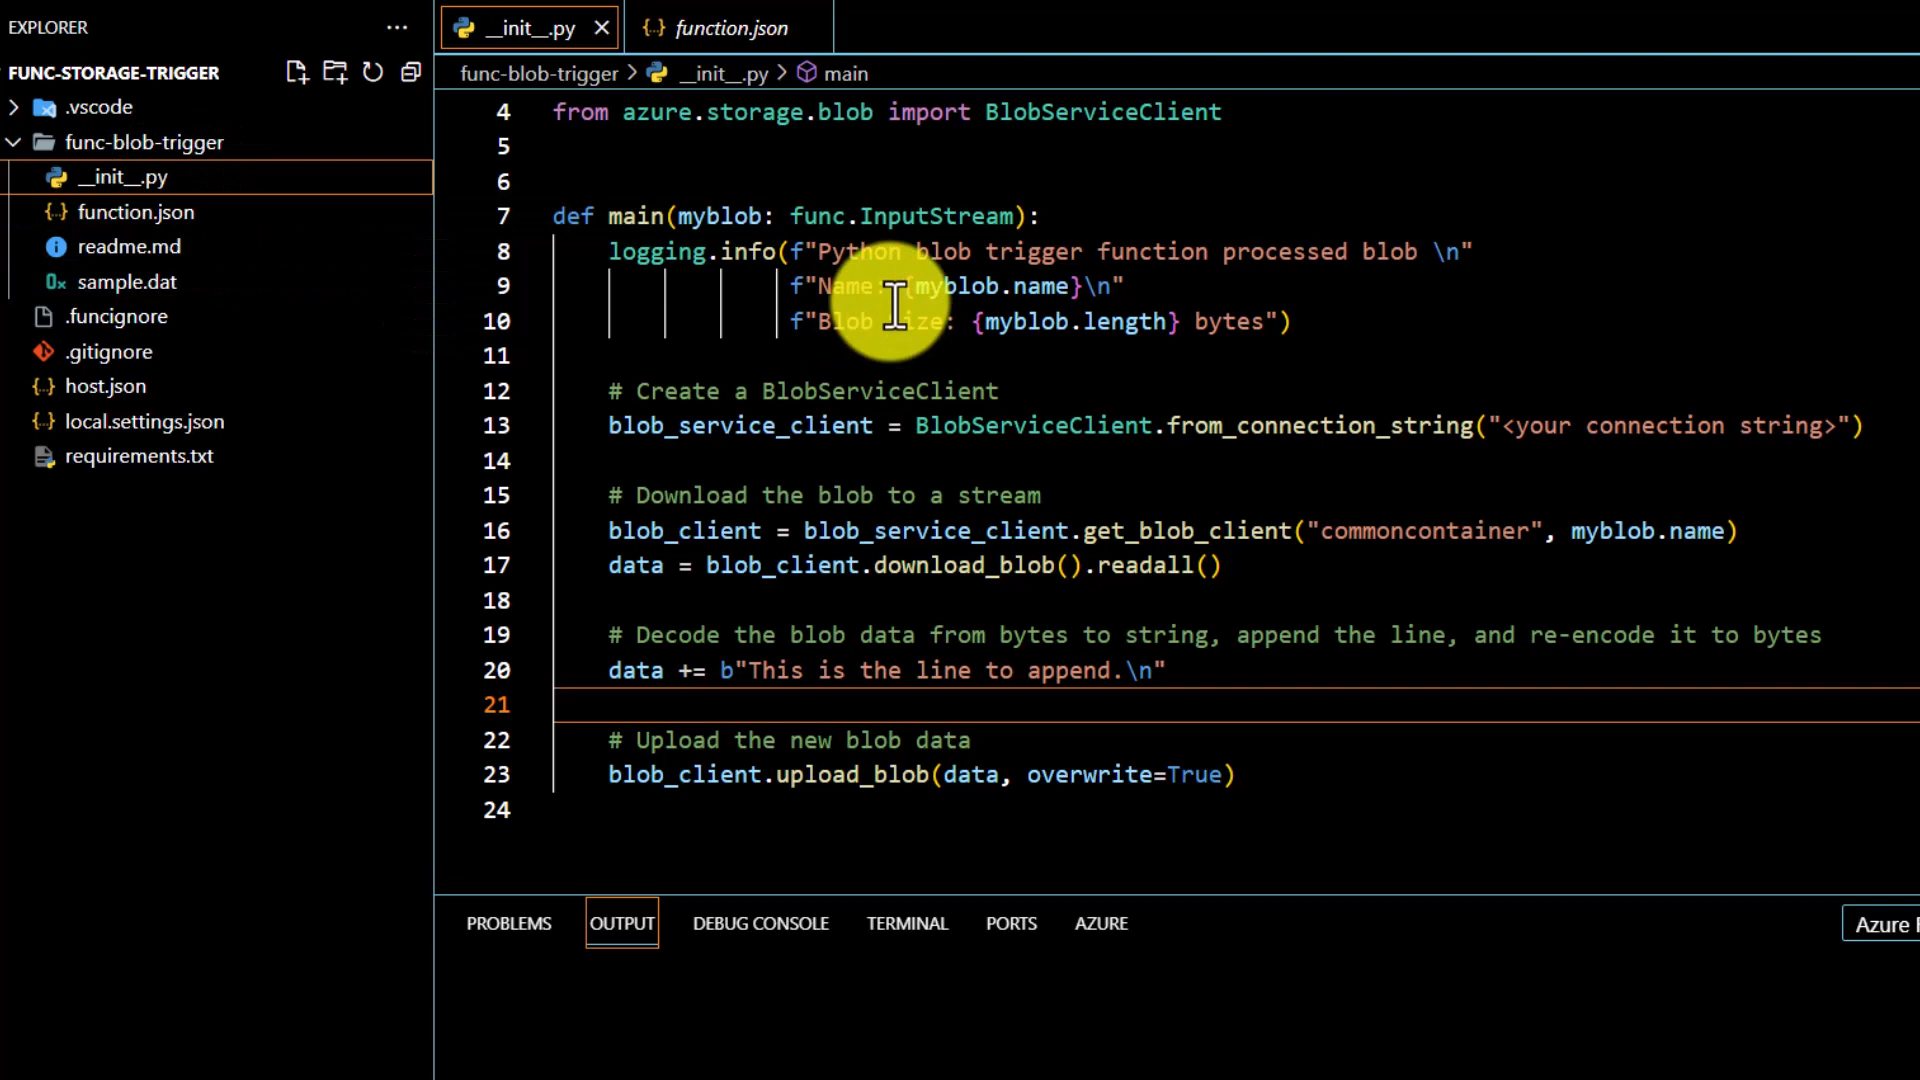 EXPLORER
FUNC-STORAGE-TRIGGER
.vscode
func-blob-trigger
__init__.py
function.json
readme.md
sample.dat
.funcignore
.gitignore
host.json
local.settings.json
requirements.txt
__init__.py
function.json
func-blob-trigger > __init__.py > main
4 from azure.storage.blob import BlobServiceClient
5
6
7 def main(myblob: func.InputStream):
8 logging.info(f"Python blob trigger function processed blob \n"
9 f"Name: {myblob.name}\n"
10 f"Blob Size: {myblob.length} bytes")
11
12 # Create a BlobServiceClient
13 blob_service_client = BlobServiceClient.from_connection_string("<your connection string>")
14
15 # Download the blob to a stream
16 blob_client = blob_service_client.get_blob_client("commoncontainer", myblob.name)
17 data = blob_client.download_blob().readall()
18
19 # Decode the blob data from bytes to string, append the line, and re-encode it to bytes
20 data += b"This is the line to append.\n"
21
22 # Upload the new blob data
23 blob_client.upload_blob(data, overwrite=True)
24
PROBLEMS OUTPUT DEBUG CONSOLE TERMINAL PORTS AZURE
Azure